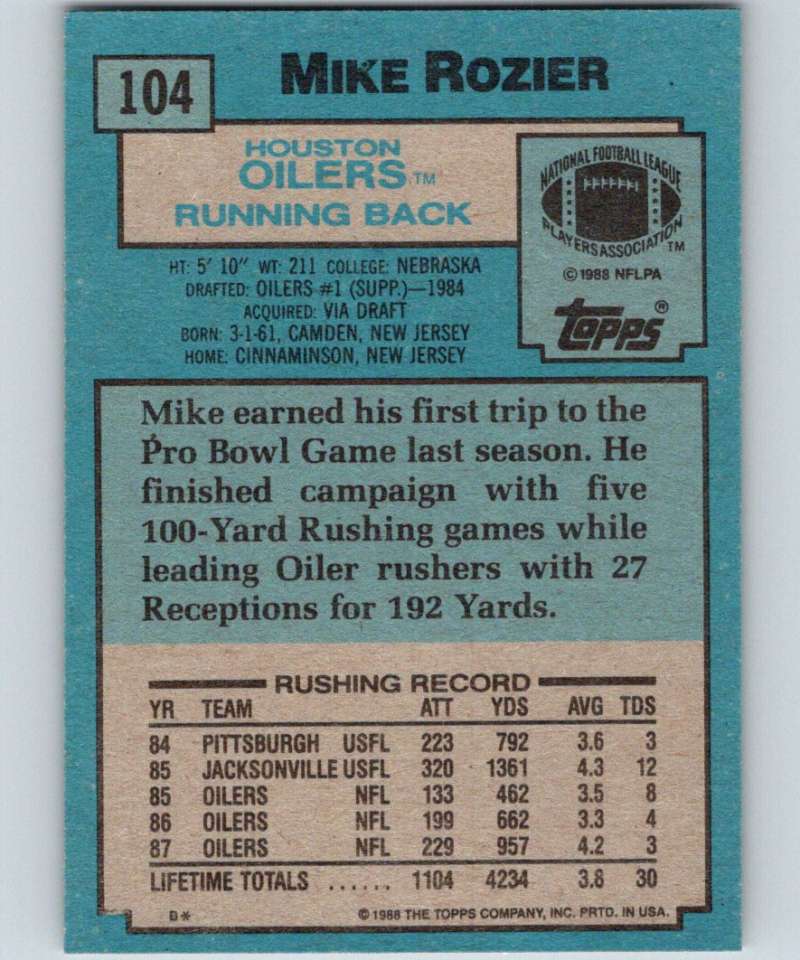 104
MIKE ROZIER
HOUSTON
OILERS™
RUNNING BACK
NATIONAL FOOTBALL LEAGUE
PLAYERS ASSOCIATION ™
©1988 NFLPA
topps®
HT: 5' 10" WT: 211 COLLEGE: NEBRASKA
DRAFTED: OILERS #1 (SUPP.)—1984
ACQUIRED: VIA DRAFT
BORN: 3-1-61, CAMDEN, NEW JERSEY
HOME: CINNAMINSON, NEW JERSEY
Mike earned his first trip to the
Pro Bowl Game last season. He
finished campaign with five
100-Yard Rushing games while
leading Oiler rushers with 27
Receptions for 192 Yards.
RUSHING RECORD
YR TEAM ATT YDS AVG TDS
84 PITTSBURGH USFL 223 792 3.6 3
85 JACKSONVILLE USFL 320 1361 4.3 12
85 OILERS NFL 133 462 3.5 8
86 OILERS NFL 199 662 3.3 4
87 OILERS NFL 229 957 4.2 3
LIFETIME TOTALS ...... 1104 4234 3.8 30
B* © 1988 THE TOPPS COMPANY, INC. PRTD. IN USA.